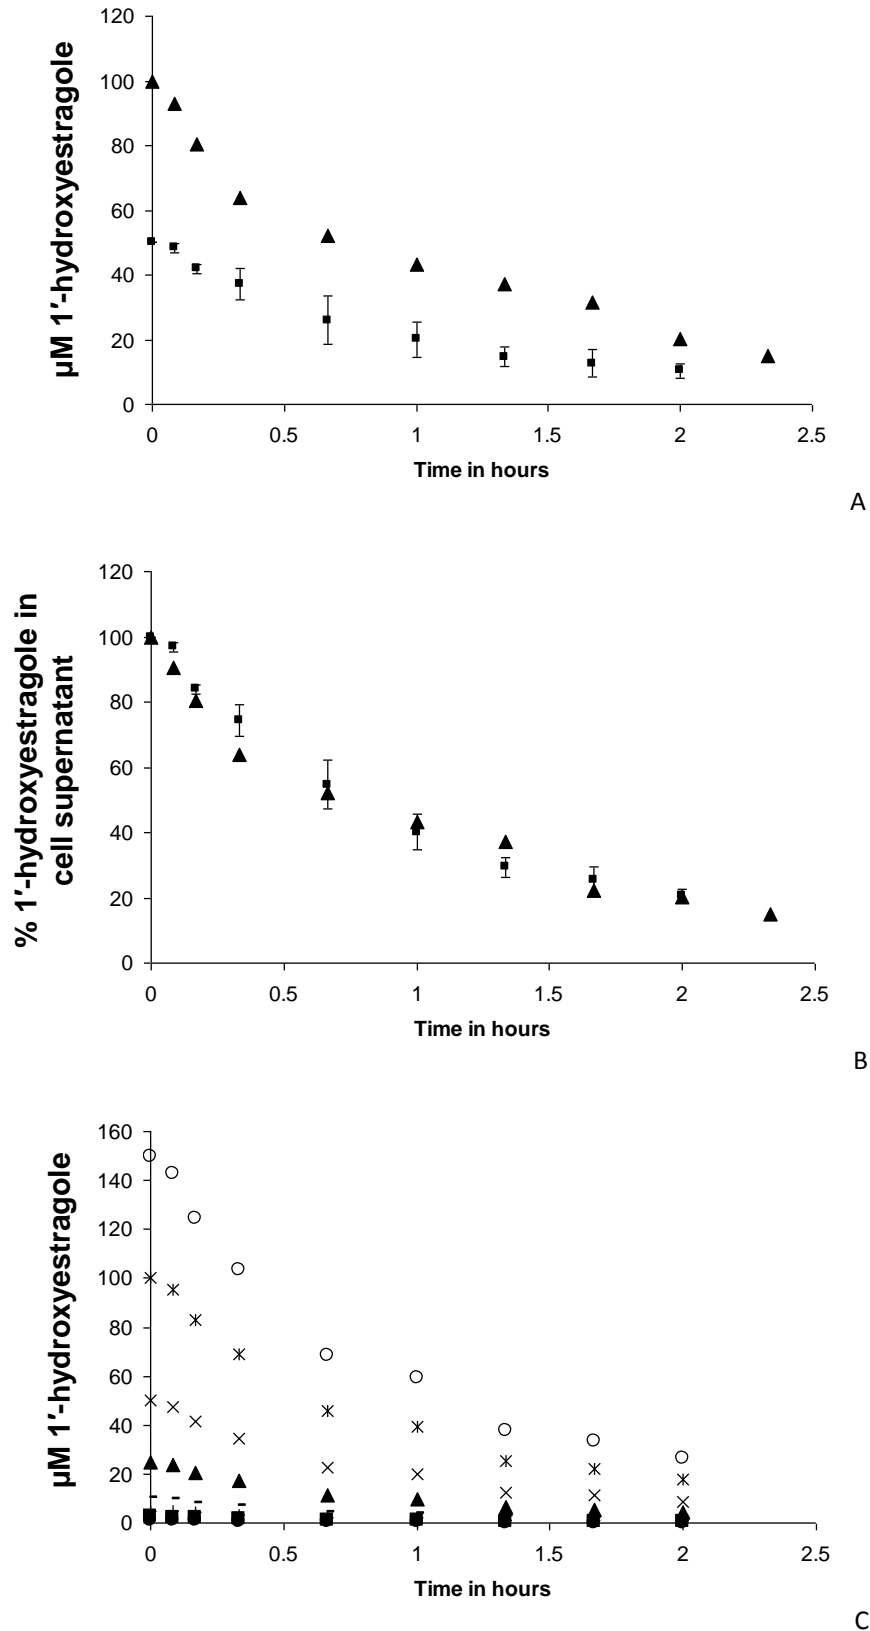 120
100
80
60
40
20
0
0 0.5 1 1.5 2 2.5
µM 1′-hydroxyestragole
Time in hours
A
120
100
80
60
40
20
0
0 0.5 1 1.5 2 2.5
% 1′-hydroxyestragole in
cell supernatant
Time in hours
B
160
140
120
100
80
60
40
20
0
0 0.5 1 1.5 2 2.5
µM 1′-hydroxyestragole
Time in hours
C